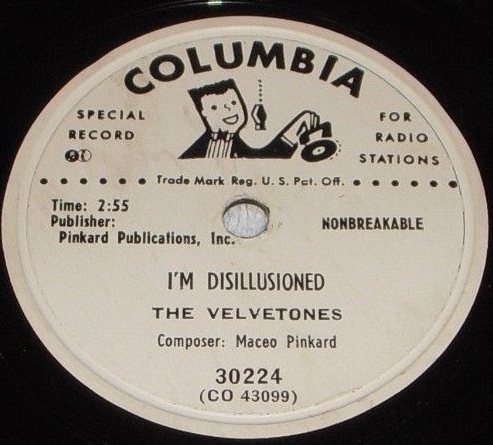 COLUMBIA
SPECIAL
RECORD
FOR
RADIO
STATIONS
Trade Mark Reg. U. S. Pat. Off.
Time: 2:55
Publisher:
Pinkard Publications, Inc.
NONBREAKABLE
I'M DISILLUSIONED
THE VELVETONES
Composer: Maceo Pinkard
30224
(CO 43099)